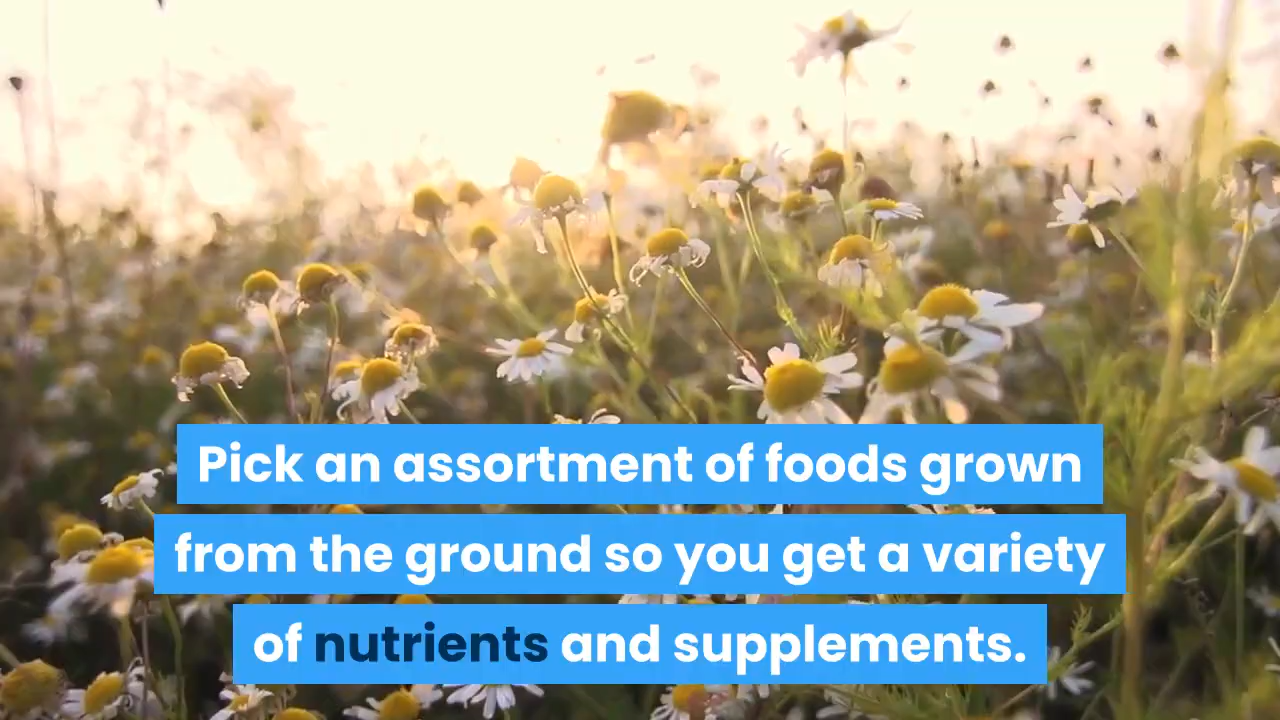 Pick an assortment of foods grown
from the ground so you get a variety
of nutrients and supplements.